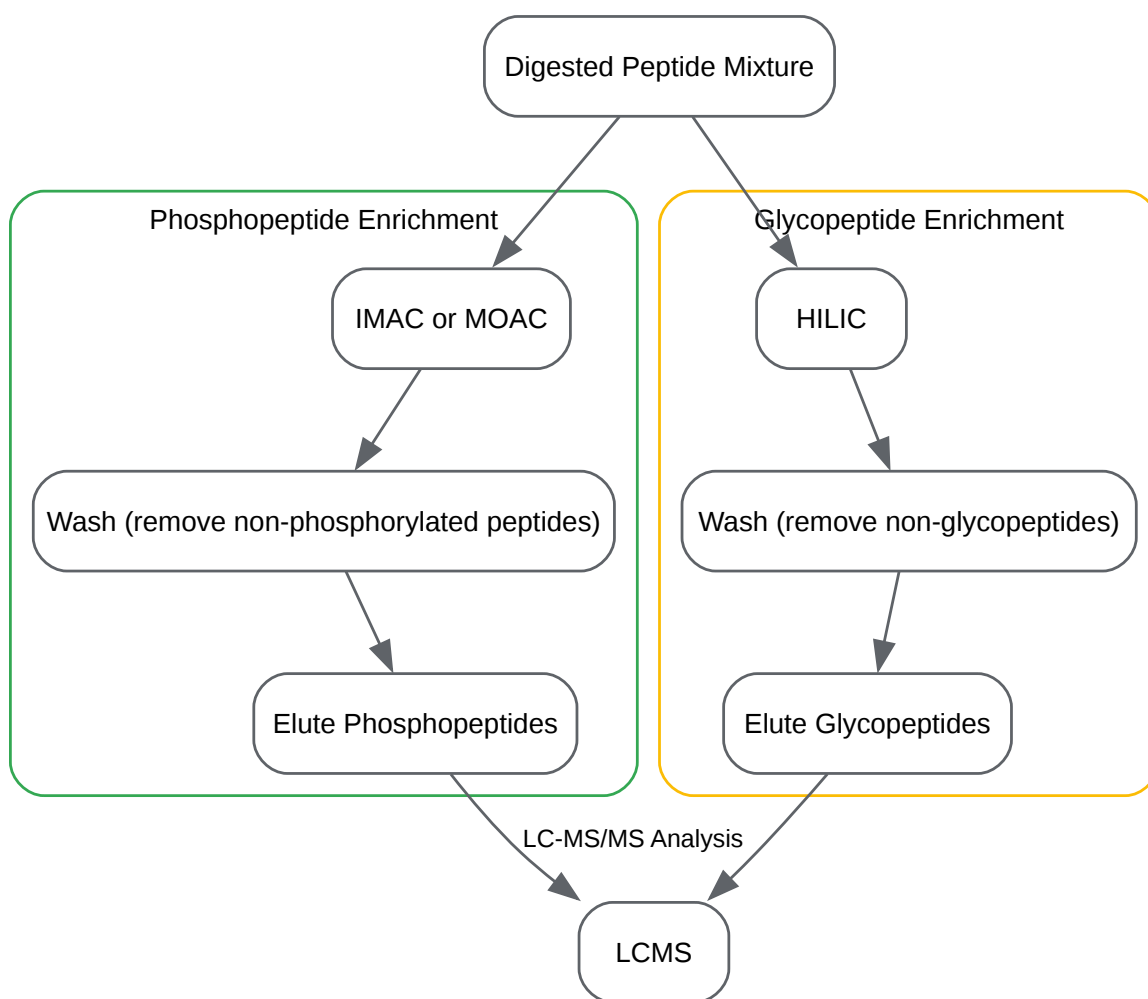 Digested Peptide Mixture
Phosphopeptide Enrichment
Glycopeptide Enrichment
IMAC or MOAC
HILIC
Wash (remove non-phosphorylated peptides)
Wash (remove non-glycopeptides)
Elute Phosphopeptides
Elute Glycopeptides
LC-MS/MS Analysis
LCMS